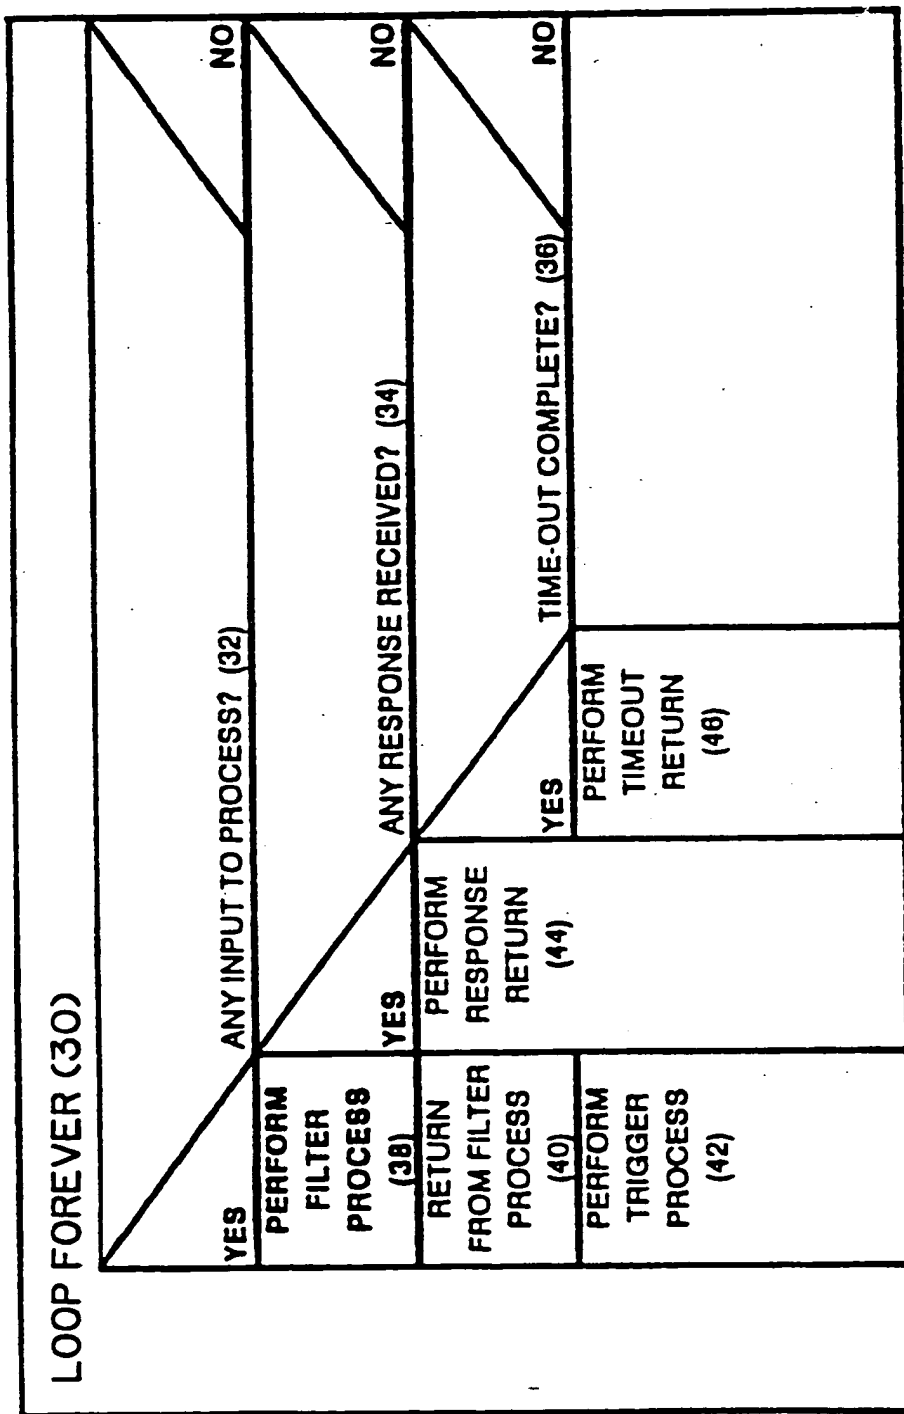 LOOP FOREVER (30)
ANY INPUT TO PROCESS? (32)
YES
NO
PERFORM
FILTER
PROCESS
(38)
ANY RESPONSE RECEIVED? (34)
YES
NO
RETURN
FROM FILTER
PROCESS
(40)
PERFORM
RESPONSE
RETURN
(44)
TIME-OUT COMPLETE? (36)
YES
NO
PERFORM
TRIGGER
PROCESS
(42)
PERFORM
TIMEOUT
RETURN
(46)